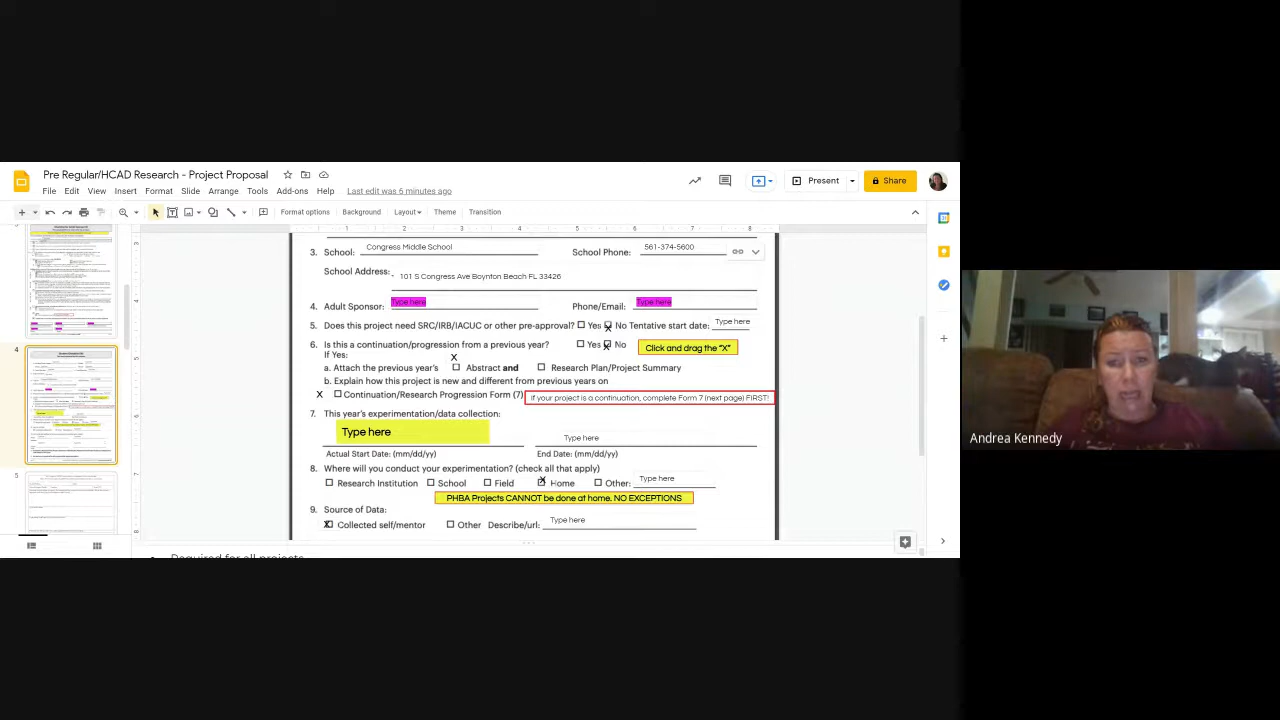 Pre Regular/HCAD Research - Project Proposal
File Edit View Insert Format Slide Arrange Tools Add-ons Help Last edit was 6 minutes ago
Present
Share
Format options Background Layout Theme Transition
School: Congress Middle School School Phone: 561-374-5600
School Address: 101 S Congress Ave Boynton Beach, FL 33426
4. Adult Sponsor: Type here Phone/Email: Type here
5. Does this project need SRC/IRB/IACUC or other pre-approval? Yes X No Tentative start date: Type here
6. Is this a continuation/progression from a previous year? Yes X No Click and drag the "X"
If Yes:
X
a. Attach the previous year's Abstract and Research Plan/Project Summary
b. Explain how this project is new and different from previous years on
X Continuation/Research Progression Form (7) If your project is a continuation, complete Form 7 (next page) FIRST!
7. This year's experimentation/data collection:
Type here Type here
Actual Start Date: (mm/dd/yy) End Date: (mm/dd/yy)
8. Where will you conduct your experimentation? (check all that apply)
Research Institution School Field X Home Other: Type here
PHBA Projects CANNOT be done at home. NO EXCEPTIONS
9. Source of Data:
X Collected self/mentor Other Describe/url: Type here
Required for all projects
4
5
Andrea Kennedy